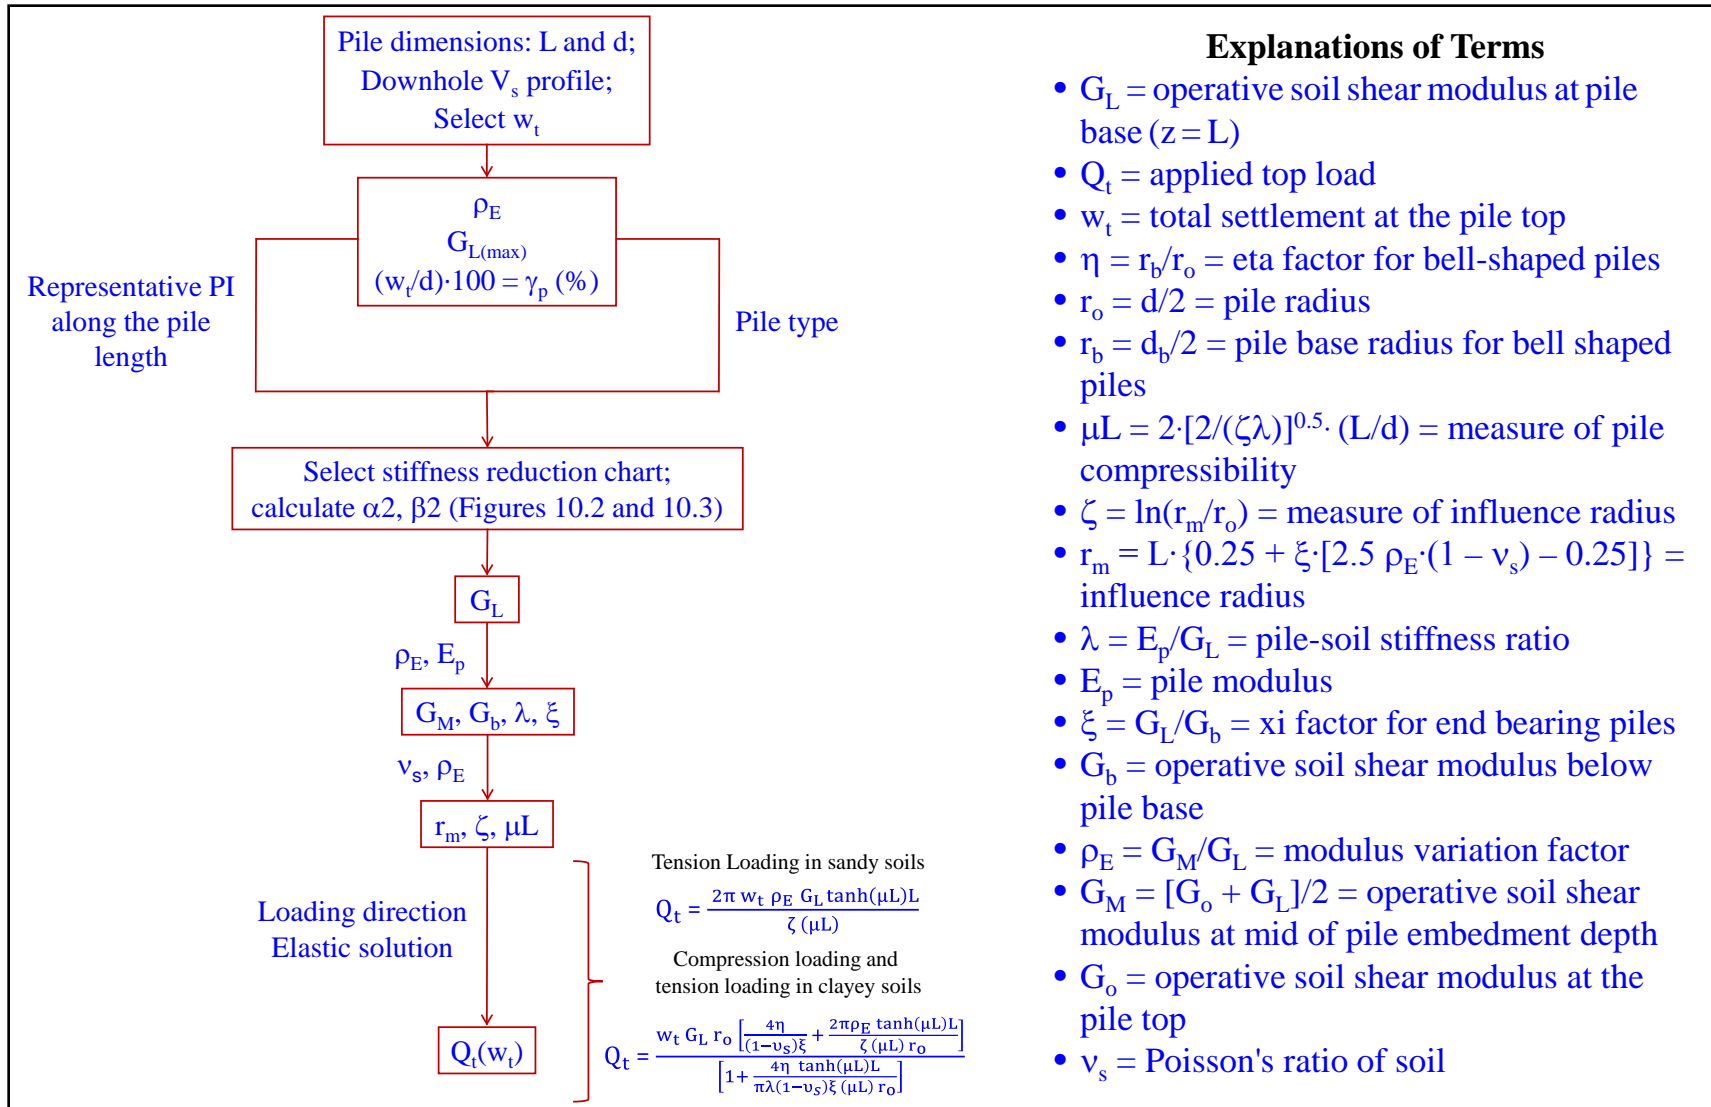 Pile dimensions: L and d;
Downhole Vs profile;
Select wt
ρE
GL(max)
(wt/d)·100 = γp (%)
Representative PI
along the pile
length
Pile type
Select stiffness reduction chart;
calculate α2, β2 (Figures 10.2 and 10.3)
GL
ρE, Ep
GM, Gb, λ, ξ
νs, ρE
rm, ζ, μL
Loading direction
Elastic solution
Qt(wt)
Tension Loading in sandy soils
Qt = 2π wt ρE GL tanh(μL)L / ζ (μL)
Compression loading and
tension loading in clayey soils
Qt = wt GL ro [4η/(1−υs)ξ + 2πρE tanh(μL)L/ζ (μL) ro] / [1+ 4η tanh(μL)L/πλ(1−υs)ξ (μL) ro]
Explanations of Terms
• GL = operative soil shear modulus at pile
base (z = L)
• Qt = applied top load
• wt = total settlement at the pile top
• η = rb/ro = eta factor for bell-shaped piles
• ro = d/2 = pile radius
• rb = db/2 = pile base radius for bell shaped
piles
• μL = 2·[2/(ζλ)]^0.5· (L/d) = measure of pile
compressibility
• ζ = ln(rm/ro) = measure of influence radius
• rm = L·{0.25 + ξ·[2.5 ρE·(1 – νs) – 0.25]} =
influence radius
• λ = Ep/GL = pile-soil stiffness ratio
• Ep = pile modulus
• ξ = GL/Gb = xi factor for end bearing piles
• Gb = operative soil shear modulus below
pile base
• ρE = GM/GL = modulus variation factor
• GM = [Go + GL]/2 = operative soil shear
modulus at mid of pile embedment depth
• Go = operative soil shear modulus at the
pile top
• νs = Poisson's ratio of soil